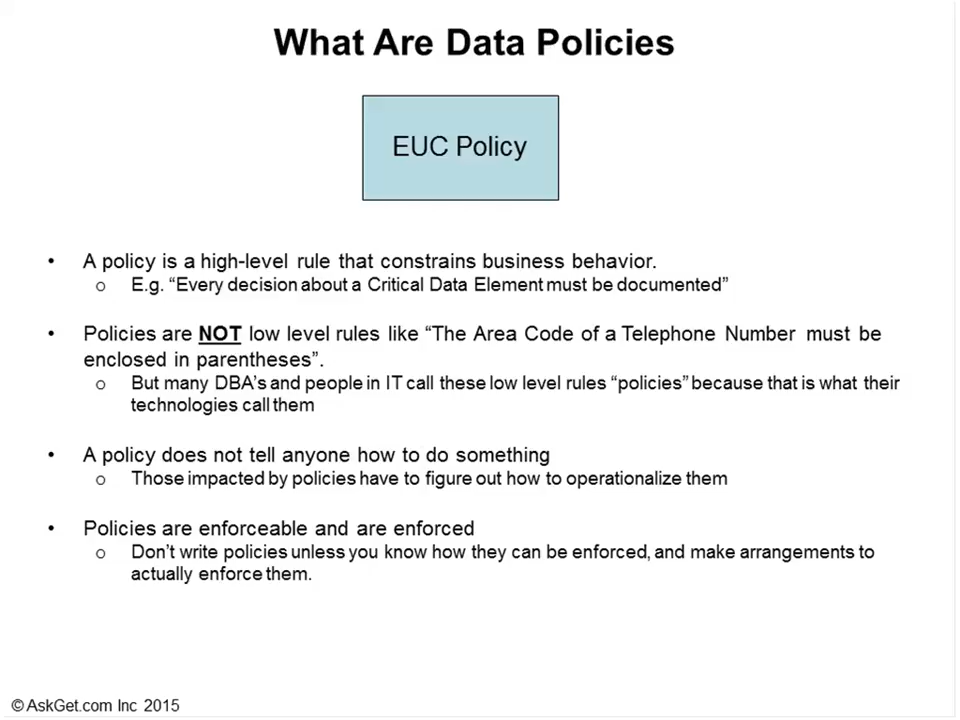 What Are Data Policies
EUC Policy
• A policy is a high-level rule that constrains business behavior.
o E.g. “Every decision about a Critical Data Element must be documented”
• Policies are NOT low level rules like “The Area Code of a Telephone Number must be
enclosed in parentheses”.
o But many DBA’s and people in IT call these low level rules “policies” because that is what their
technologies call them
• A policy does not tell anyone how to do something
o Those impacted by policies have to figure out how to operationalize them
• Policies are enforceable and are enforced
o Don’t write policies unless you know how they can be enforced, and make arrangements to
actually enforce them.
© AskGet.com Inc 2015